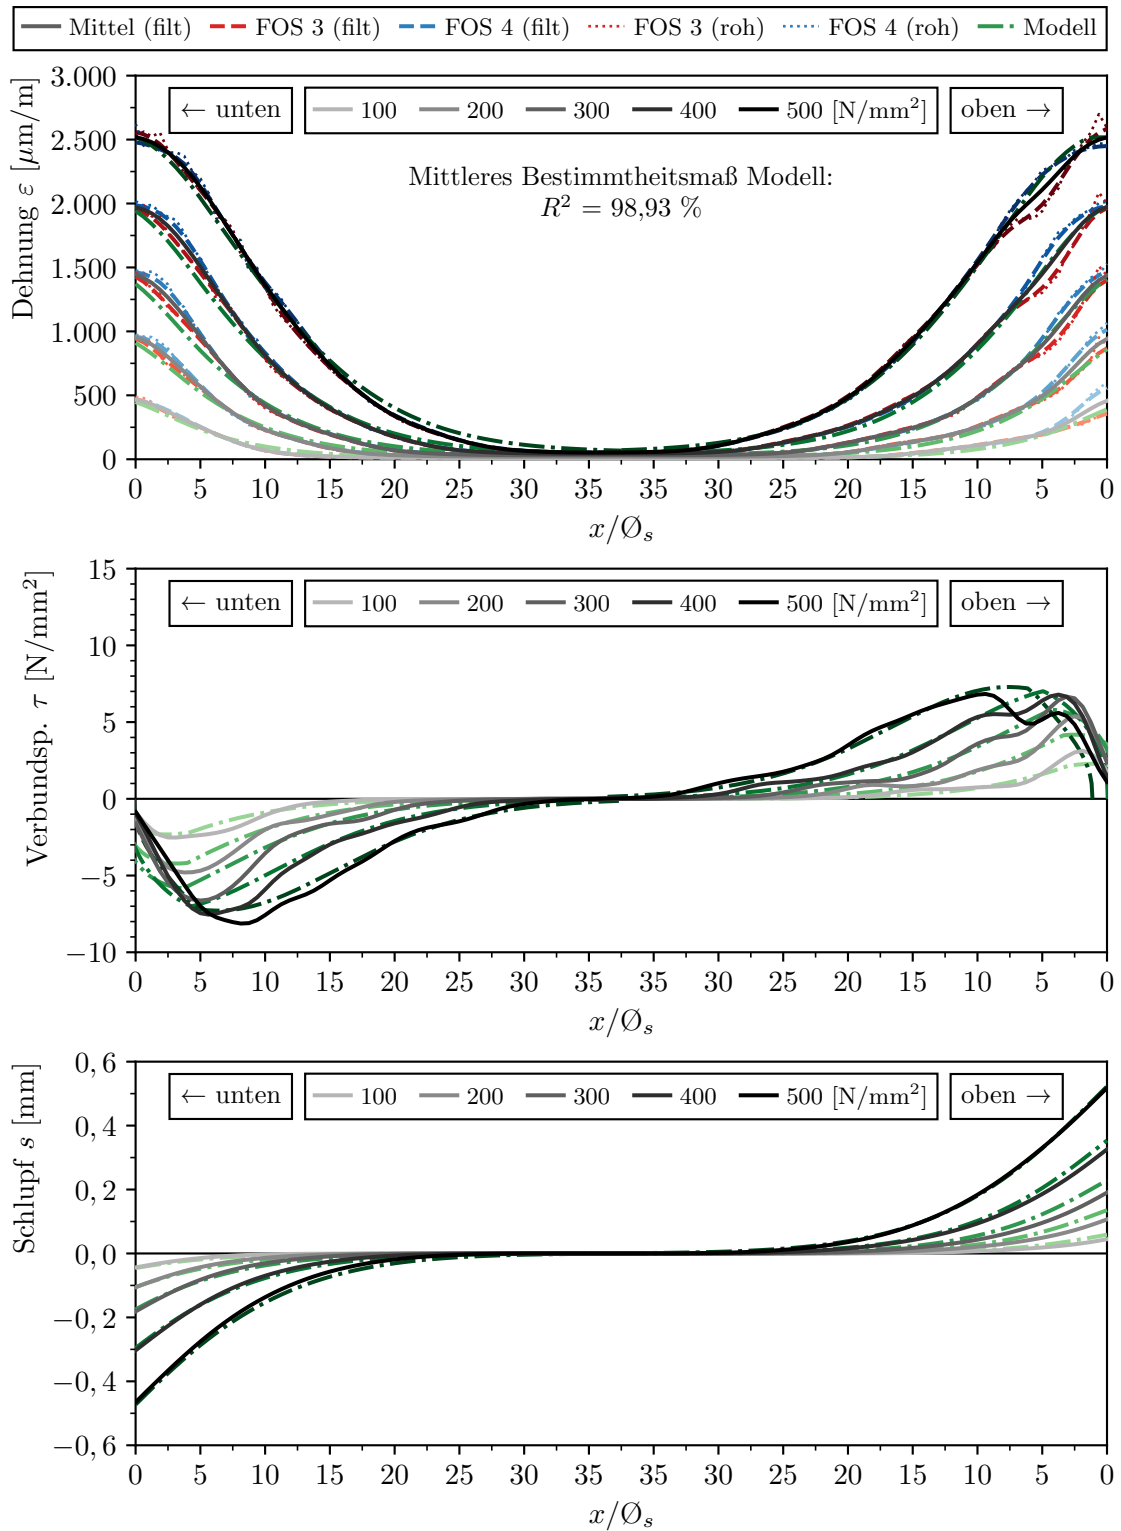 Mittel (filt) FOS 3 (filt) FOS 4 (filt) FOS 3 (roh) FOS 4 (roh) Modell
Dehnung ε [μm/m]
3.000
2.500
2.000
1.500
1.000
500
0
← unten
100 200 300 400 500 [N/mm²]
oben →
Mittleres Bestimmtheitsmaß Modell:
R² = 98,93 %
0 5 10 15 20 25 30 35 35 30 25 20 15 10 5 0
x/Ø_s
Verbundsp. τ [N/mm²]
15
10
5
0
−5
−10
← unten
100 200 300 400 500 [N/mm²]
oben →
0 5 10 15 20 25 30 35 35 30 25 20 15 10 5 0
x/Ø_s
Schlupf s [mm]
0,6
0,4
0,2
0,0
−0,2
−0,4
−0,6
← unten
100 200 300 400 500 [N/mm²]
oben →
0 5 10 15 20 25 30 35 35 30 25 20 15 10 5 0
x/Ø_s